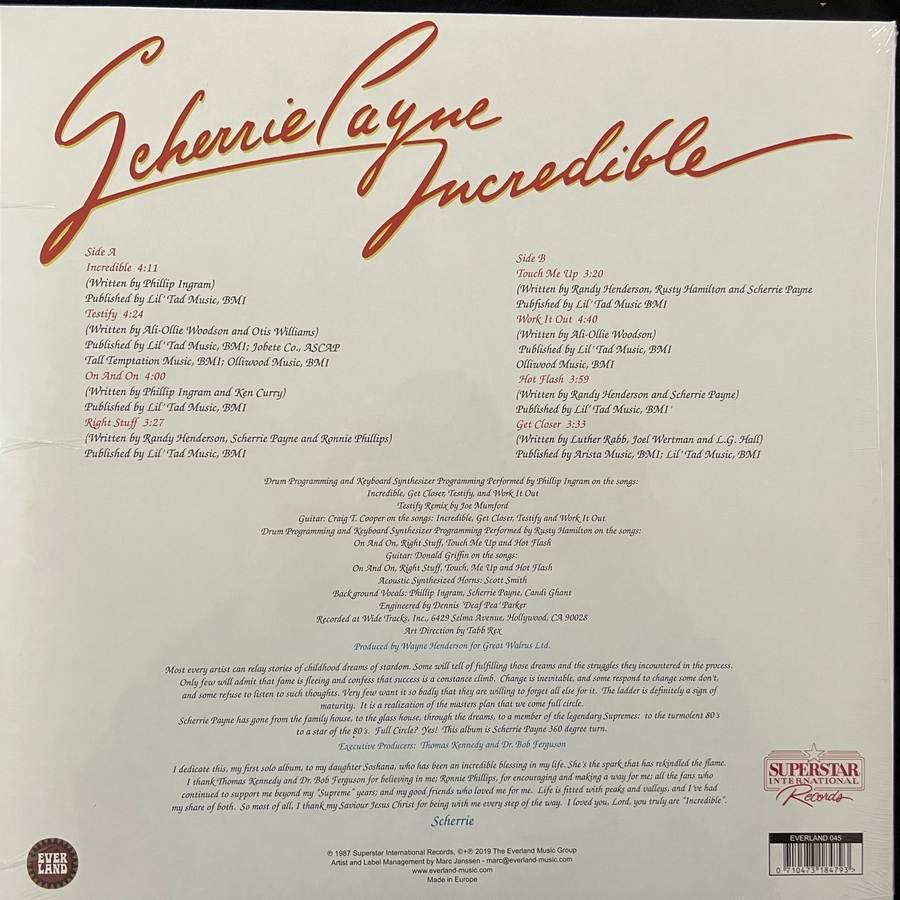 Scherrie Payne
Incredible
Side A
Incredible 4:11
(Written by Phillip Ingram)
Published by Lil' Tad Music, BMI
Testify 4:24
(Written by Ali-Ollie Woodson and Otis Williams)
Published by Lil' Tad Music, BMI; Jobete Co., ASCAP
Tall Temptation Music, BMI; Olliwood Music, BMI
On And On 4:00
(Written by Phillip Ingram and Ken Curry)
Published by Lil' Tad Music, BMI
Right Stuff 3:27
(Written by Randy Henderson, Scherrie Payne and Ronnie Phillips)
Published by Lil' Tad Music, BMI
Side B
Touch Me Up 3:20
(Written by Randy Henderson, Rusty Hamilton and Scherrie Payne
Published by Lil' Tad Music BMI
Work It Out 4:40
(Written by Ali-Ollie Woodson)
Published by Lil' Tad Music, BMI
Olliwood Music, BMI
Hot Flash 3:59
(Written by Randy Henderson and Scherrie Payne)
Published by Lil' Tad Music, BMI'
Get Closer 3:33
(Written by Luther Rabb, Joel Wertman and L.G. Hall)
Published by Arista Music, BMI; Lil' Tad Music, BMI
Drum Programming and Keyboard Synthesizer Programming Performed by Phillip Ingram on the songs:
Incredible, Get Closer, Testify, and Work It Out
Testify Remix by Joe Mumford
Guitar: Craig T. Cooper on the songs: Incredible, Get Closer, Testify and Work It Out
Drum Programming and Keyboard Synthesizer Programming Performed by Rusty Hamilton on the songs:
On And On, Right Stuff, Touch Me Up and Hot Flash
Guitar: Donald Griffin on the songs:
On And On, Right Stuff, Touch, Me Up and Hot Flash
Acoustic Synthesized Horns: Scott Smith
Background Vocals: Phillip Ingram, Scherrie Payne, Candi Ghant
Engineered by Dennis 'Deaf Pea' Parker
Recorded at Wide Tracks, Inc., 6429 Selma Avenue, Hollywood, CA 90028
Art Direction by Tabb Rex
Produced by Wayne Henderson for Great Walrus Ltd.
Most every artist can relay stories of childhood dreams of stardom. Some will tell of fulfilling those dreams and the struggles they incountered in the process.
Only few will admit that fame is fleeing and confess that success is a constance climb. Change is inevitable, and some respond to change some don't,
and some refuse to listen to such thoughts. Very few want it so badly that they are willing to forget all else for it. The ladder is definitely a sign of
maturity. It is a realization of the masters plan that we come full circle.
Scherrie Payne has gone from the family house, to the glass house, through the dreams, to a member of the legendary Supremes: to the turmolent 80's
to a star of the 80's. Full Circle? Yes! This album is Scherrie Payne 360 degree turn.
Executive Producers: Thomas Kennedy and Dr. Bob Ferguson
I dedicate this, my first solo album, to my daughter Soshana, who has been an incredible blessing in my life. She's the spark that has rekindled the flame.
I thank Thomas Kennedy and Dr. Bob Ferguson for believing in me; Ronnie Phillips, for encouraging and making a way for me; all the fans who
continued to support me beyond my "Supreme" years; and my good friends who loved me for me. Life is fitted with peaks and valleys, and I've had
my share of both. So most of all, I thank my Saviour Jesus Christ for being with me every step of the way. I loved you, Lord, you truly are "Incredible".
Scherrie
SUPERSTAR
INTERNATIONAL
Records
EVER
LAND
℗ 1987 Superstar International Records, ©+℗ 2019 The Everland Music Group
Artist and Label Management by Marc Janssen - marc@everland-music.com
www.everland-music.com
Made in Europe
EVERLAND 045
0 710473 184793 >